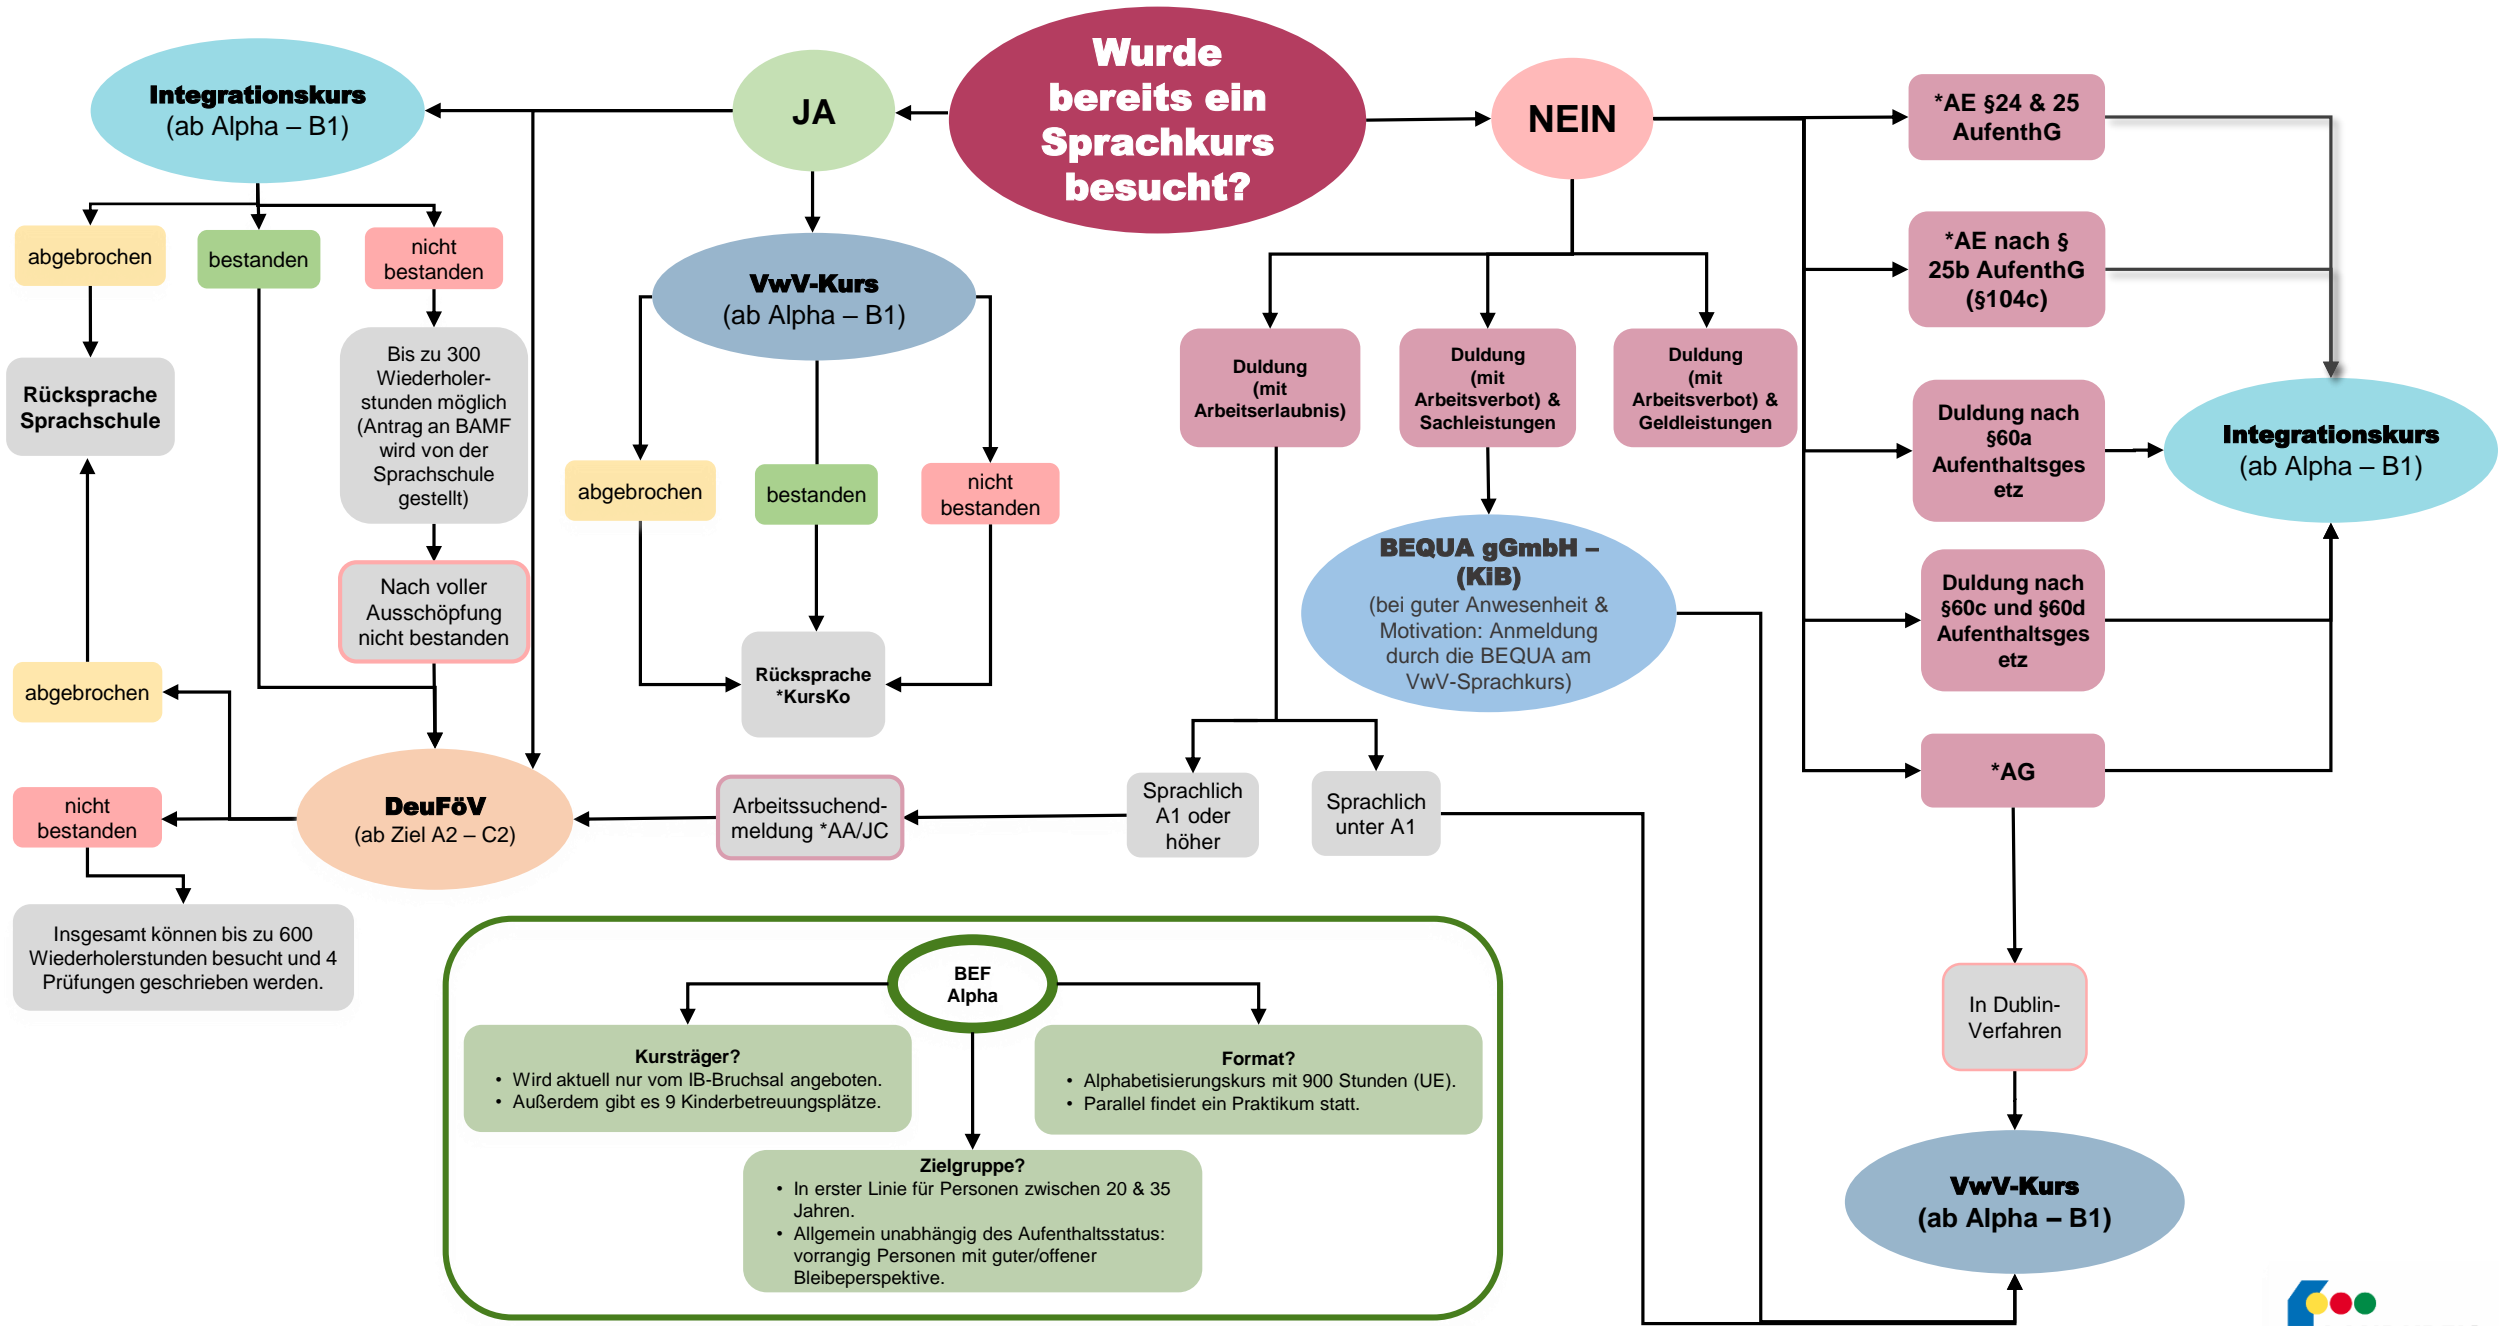 Wurde
bereits ein
Sprachkurs
besucht?
JA
NEIN
Integrationskurs
(ab Alpha – B1)
abgebrochen
bestanden
nicht
bestanden
Rücksprache
Sprachschule
Bis zu 300
Wiederholer-
stunden möglich
(Antrag an BAMF
wird von der
Sprachschule
gestellt)
Nach voller
Ausschöpfung
nicht bestanden
abgebrochen
nicht
bestanden
DeuFöV
(ab Ziel A2 – C2)
Insgesamt können bis zu 600
Wiederholerstunden besucht und 4
Prüfungen geschrieben werden.
VwV-Kurs
(ab Alpha – B1)
abgebrochen
bestanden
nicht
bestanden
Rücksprache
*KursKo
Arbeitssuchend-
meldung *AA/JC
Duldung
(mit
Arbeitserlaubnis)
Duldung
(mit
Arbeitsverbot) &
Sachleistungen
Duldung
(mit
Arbeitsverbot) &
Geldleistungen
BEQUA gGmbH –
(KiB)
(bei guter Anwesenheit &
Motivation: Anmeldung
durch die BEQUA am
VwV-Sprachkurs)
Sprachlich
A1 oder
höher
Sprachlich
unter A1
*AE §24 & 25
AufenthG
*AE nach §
25b AufenthG
(§104c)
Duldung nach
§60a
Aufenthaltsges
etz
Duldung nach
§60c und §60d
Aufenthaltsges
etz
*AG
Integrationskurs
(ab Alpha – B1)
In Dublin-
Verfahren
VwV-Kurs
(ab Alpha – B1)
BEF
Alpha
Kursträger?
• Wird aktuell nur vom IB-Bruchsal angeboten.
• Außerdem gibt es 9 Kinderbetreuungsplätze.
Format?
• Alphabetisierungskurs mit 900 Stunden (UE).
• Parallel findet ein Praktikum statt.
Zielgruppe?
• In erster Linie für Personen zwischen 20 & 35
Jahren.
• Allgemein unabhängig des Aufenthaltsstatus:
vorrangig Personen mit guter/offener
Bleibeperspektive.